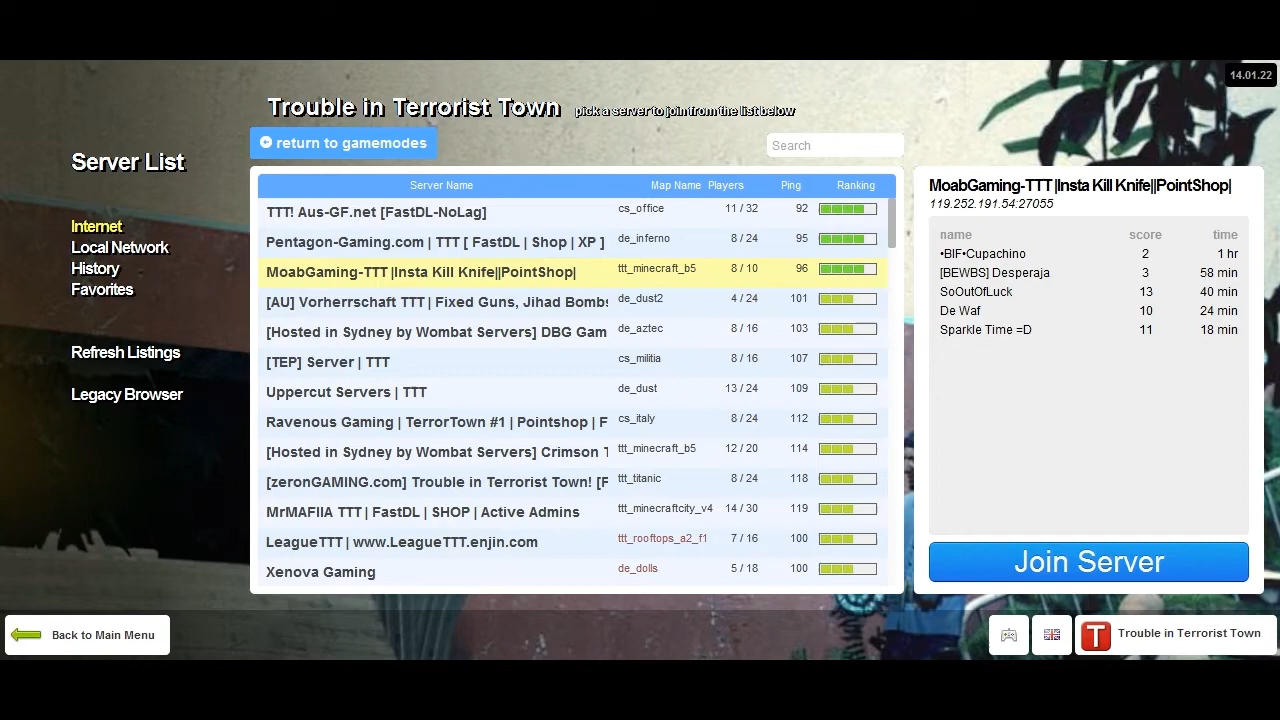 14.01.22
Trouble in Terrorist Town pick a server to join from the list below
return to gamemodes
Search
Server List
Internet
Local Network
History
Favorites
Refresh Listings
Legacy Browser
Server Name Map Name Players Ping Ranking
TTT! Aus-GF.net [FastDL-NoLag] cs_office 11 / 32 92
Pentagon-Gaming.com | TTT [ FastDL | Shop | XP ] de_inferno 8 / 24 95
MoabGaming-TTT |Insta Kill Knife||PointShop| ttt_minecraft_b5 8 / 10 96
[AU] Vorherrschaft TTT | Fixed Guns, Jihad Bombs de_dust2 4 / 24 101
[Hosted in Sydney by Wombat Servers] DBG Gam de_aztec 8 / 16 103
[TEP] Server | TTT cs_militia 8 / 16 107
Uppercut Servers | TTT de_dust 13 / 24 109
Ravenous Gaming | TerrorTown #1 | Pointshop | F cs_italy 8 / 24 112
[Hosted in Sydney by Wombat Servers] Crimson T ttt_minecraft_b5 12 / 20 114
[zeronGAMING.com] Trouble in Terrorist Town! [F ttt_titanic 8 / 24 118
MrMAFIIA TTT | FastDL | SHOP | Active Admins ttt_minecraftcity_v4 14 / 30 119
LeagueTTT | www.LeagueTTT.enjin.com ttt_rooftops_a2_f1 7 / 16 100
Xenova Gaming de_dolls 5 / 18 100
MoabGaming-TTT |Insta Kill Knife||PointShop|
119.252.191.54:27055
name score time
•BIF•Cupachino 2 1 hr
[BEWBS] Desperaja 3 58 min
SoOutOfLuck 13 40 min
De Waf 10 24 min
Sparkle Time =D 11 18 min
Join Server
Back to Main Menu
T Trouble in Terrorist Town